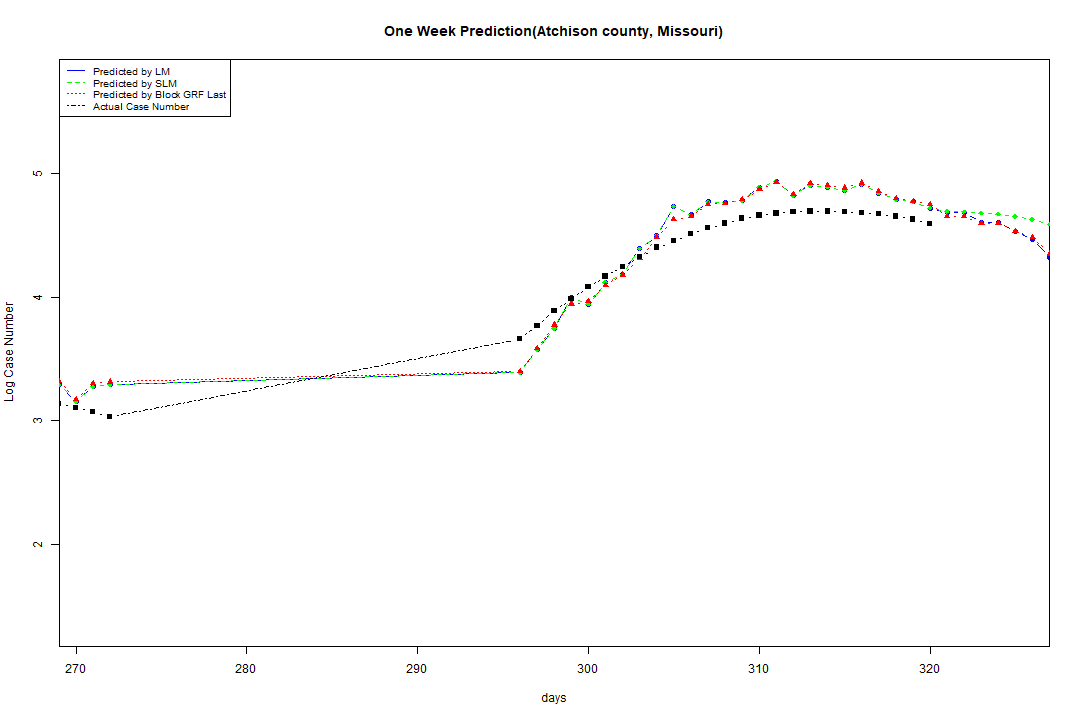 One Week Prediction(Atchison county, Missouri)
Predicted by LM
Predicted by SLM
Predicted by Block GRF Last
Actual Case Number
5
4
3
2
Log Case Number
270 280 290 300 310 320
days